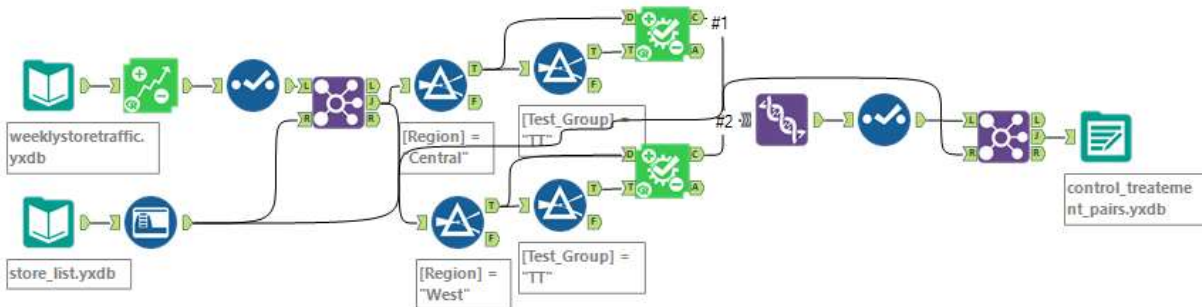 #1
L
L
D
C
T
J
T
T
A
R
R
F
F
weeklystoretraffic.
yxdb
[Region] =
"Central"
[Test_Group] =
"TT"
#2
L
L
J
R
R
D
C
T
T
T
A
F
F
store_list.yxdb
[Region] =
"West"
[Test_Group] =
"TT"
control_treateme
nt_pairs.yxdb